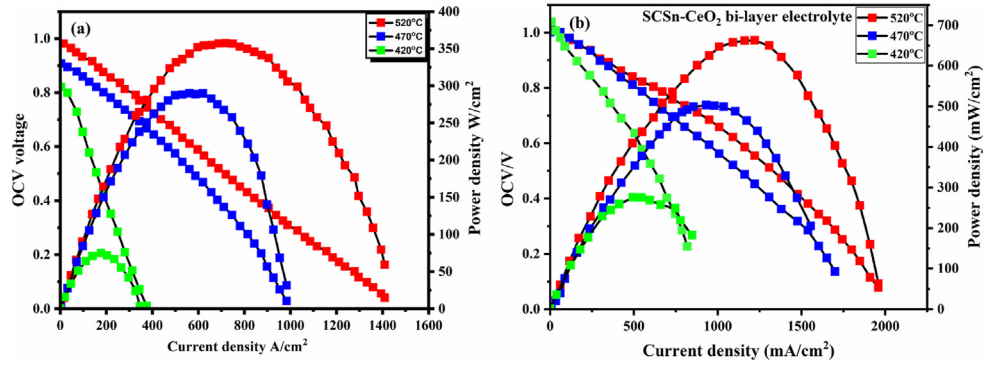 (a)
520°C
470°C
420°C
OCV voltage
1.0
0.8
0.6
0.4
0.2
0.0
0
200
400
600
800
1000
1200
1400
1600
Current density A/cm²
400
350
300
250
200
150
100
50
0
Power density W/cm²
(b)
SCSn-CeO₂ bi-layer electrolyte
520°C
470°C
420°C
OCV/V
1.0
0.8
0.6
0.4
0.2
0.0
0
500
1000
1500
2000
Current density (mA/cm²)
700
600
500
400
300
200
100
0
Power density (mW/cm²)